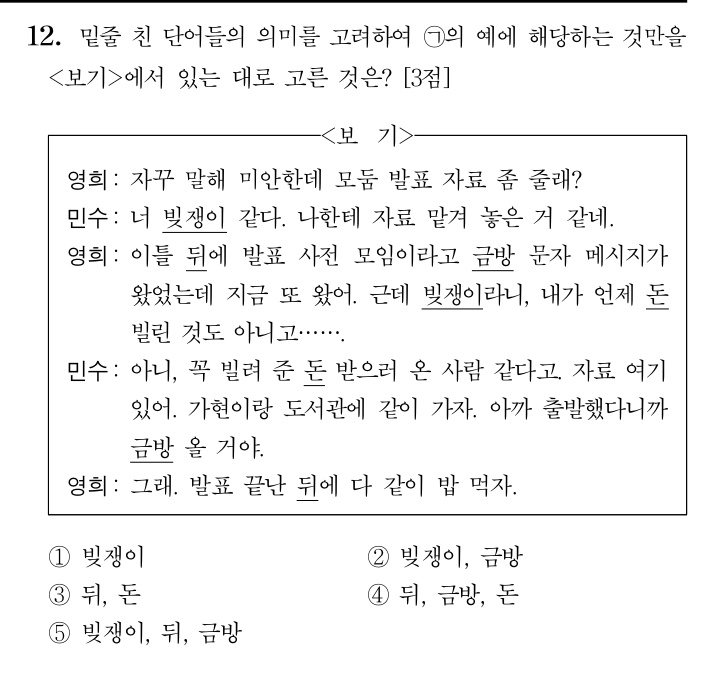 12. 밑줄 친 단어들의 의미를 고려하여 ㉠의 예에 해당하는 것만을
<보기>에서 있는 대로 고른 것은? [3점]
<보 기>
영희 : 자꾸 말해 미안한데 모둠 발표 자료 좀 줄래?
민수 : 너 빚쟁이 같다. 나한테 자료 맡겨 놓은 거 같네.
영희 : 이틀 뒤에 발표 사전 모임이라고 금방 문자 메시지가
왔었는데 지금 또 왔어. 근데 빚쟁이라니, 내가 언제 돈
빌린 것도 아니고…….
민수 : 아니, 꼭 빌려 준 돈 받으러 온 사람 같다고. 자료 여기
있어. 가현이랑 도서관에 같이 가자. 아까 출발했다니까
금방 올 거야.
영희 : 그래. 발표 끝난 뒤에 다 같이 밥 먹자.
① 빚쟁이 ② 빚쟁이, 금방
③ 뒤, 돈 ④ 뒤, 금방, 돈
⑤ 빚쟁이, 뒤, 금방